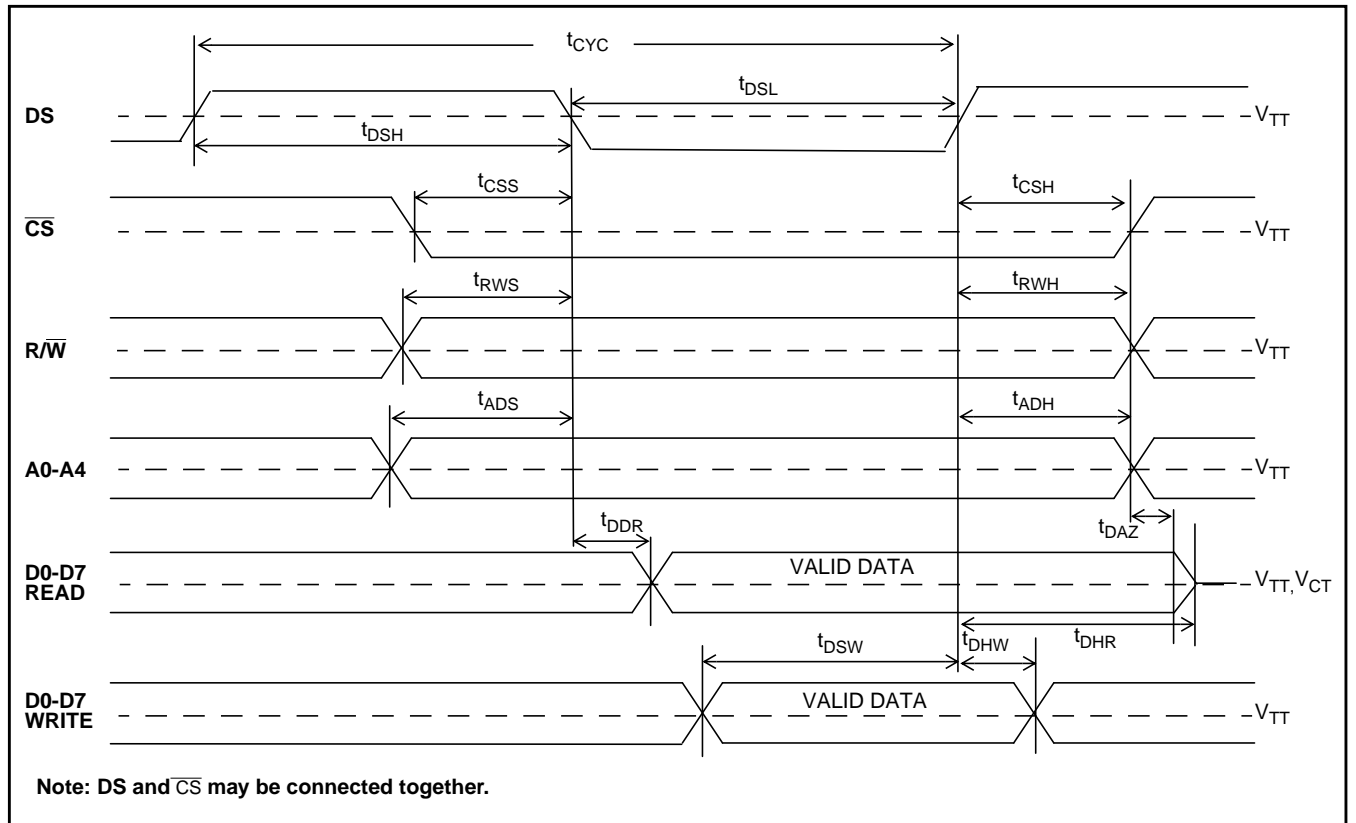 tCYC
tDSL
DS
VTT
tDSH
tCSS
tCSH
CS
VTT
tRWS
tRWH
R/W
VTT
tADS
tADH
A0-A4
VTT
tDDR
tDAZ
D0-D7
READ
VALID DATA
VTT,VCT
tDSW
tDHW
tDHR
D0-D7
WRITE
VALID DATA
VTT
Note: DS and CS may be connected together.